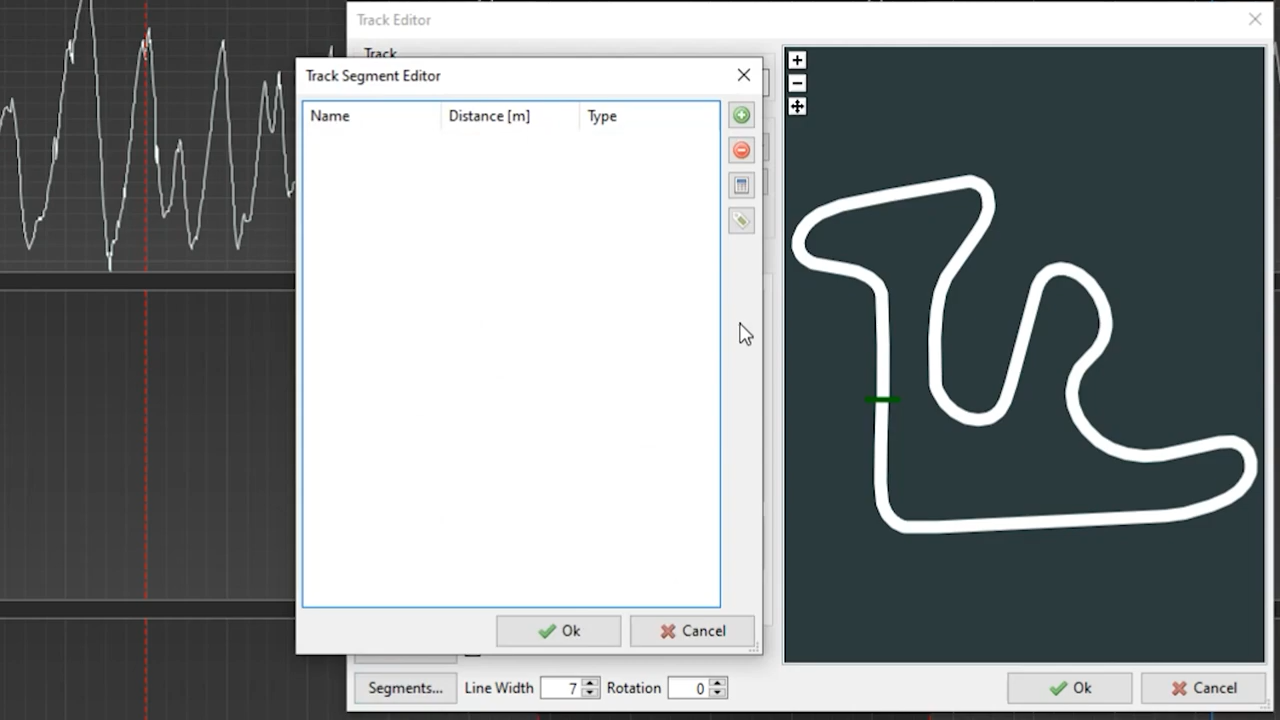 Track Editor
Track
Track Segment Editor
Name Distance [m] Type
Ok Cancel
Segments... Line Width 7 Rotation 0 Ok Cancel